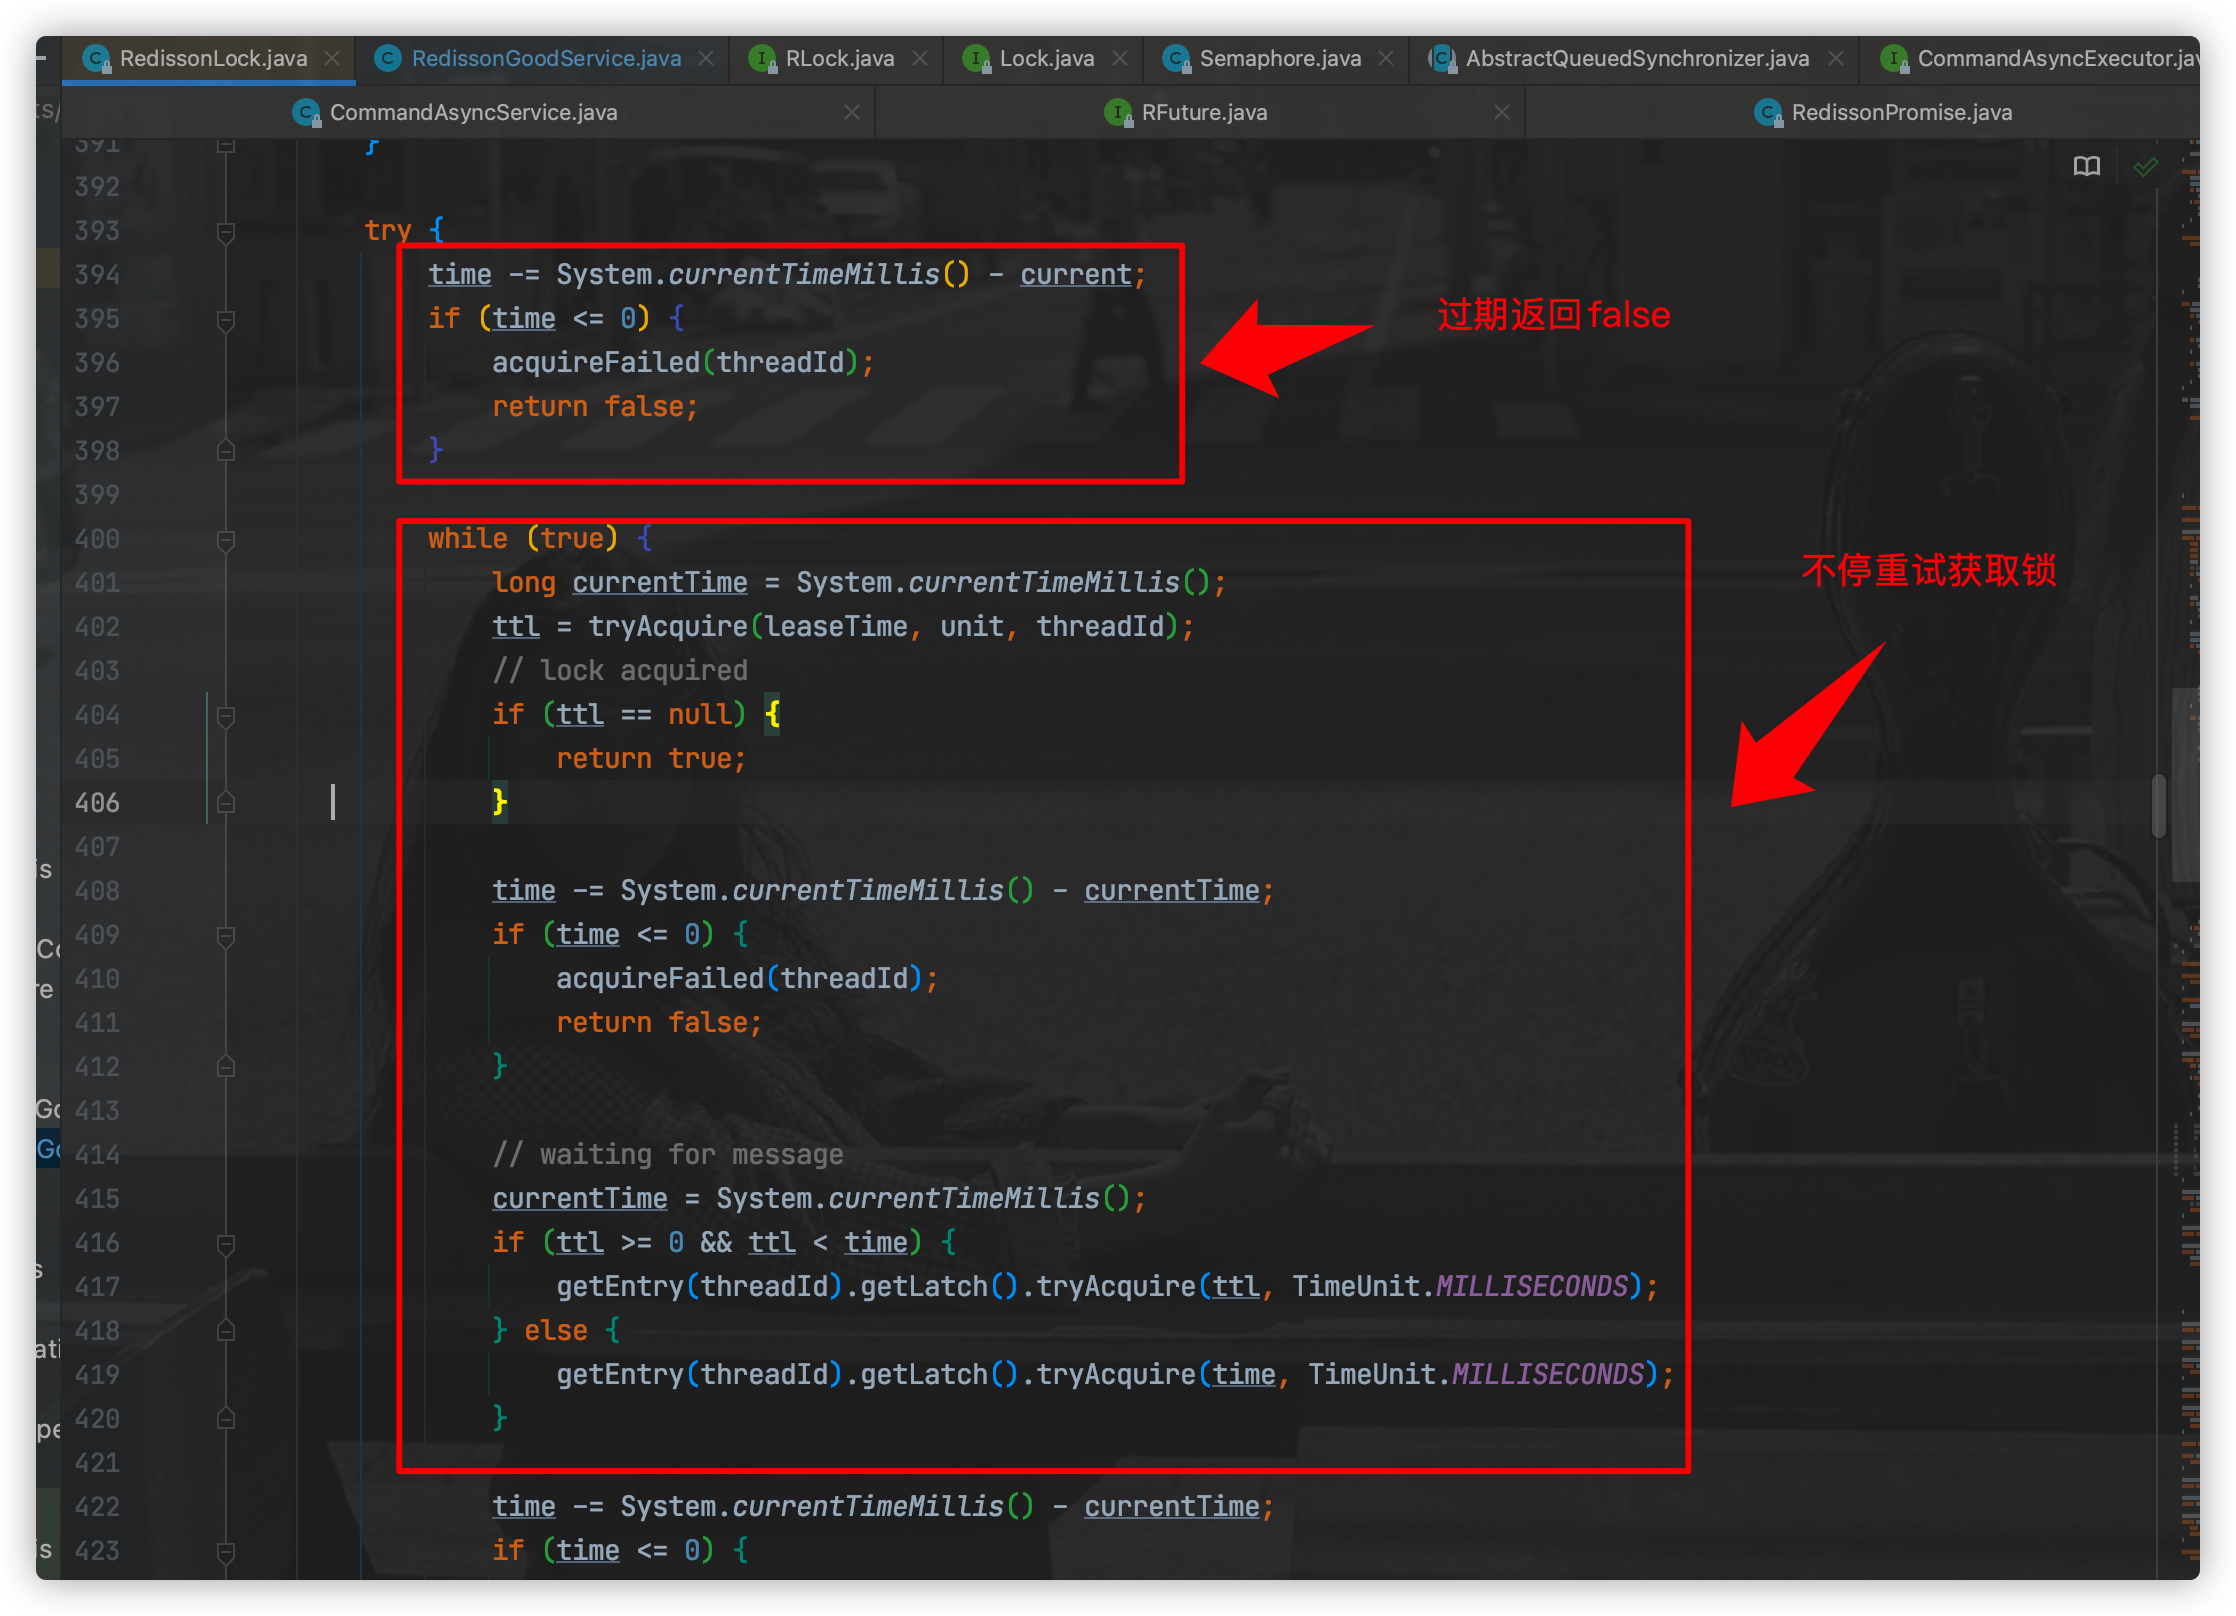 RedissonLock.java RedissonGoodService.java RLock.java Lock.java Semaphore.java AbstractQueuedSynchronizer.java CommandAsyncExecutor.jav
CommandAsyncService.java RFuture.java RedissonPromise.java
391 }
392
393 try {
394 time -= System.currentTimeMillis() - current;
395 if (time <= 0) {
过期返回false
396 acquireFailed(threadId);
397 return false;
398 }
399
400 while (true) {
401 long currentTime = System.currentTimeMillis();
不停重试获取锁
402 ttl = tryAcquire(leaseTime, unit, threadId);
403 // lock acquired
404 if (ttl == null) {
405 return true;
406 }
407
408 time -= System.currentTimeMillis() - currentTime;
409 if (time <= 0) {
410 acquireFailed(threadId);
411 return false;
412 }
413
414 // waiting for message
415 currentTime = System.currentTimeMillis();
416 if (ttl >= 0 && ttl < time) {
417 getEntry(threadId).getLatch().tryAcquire(ttl, TimeUnit.MILLISECONDS);
418 } else {
419 getEntry(threadId).getLatch().tryAcquire(time, TimeUnit.MILLISECONDS);
420 }
421
422 time -= System.currentTimeMillis() - currentTime;
423 if (time <= 0) {